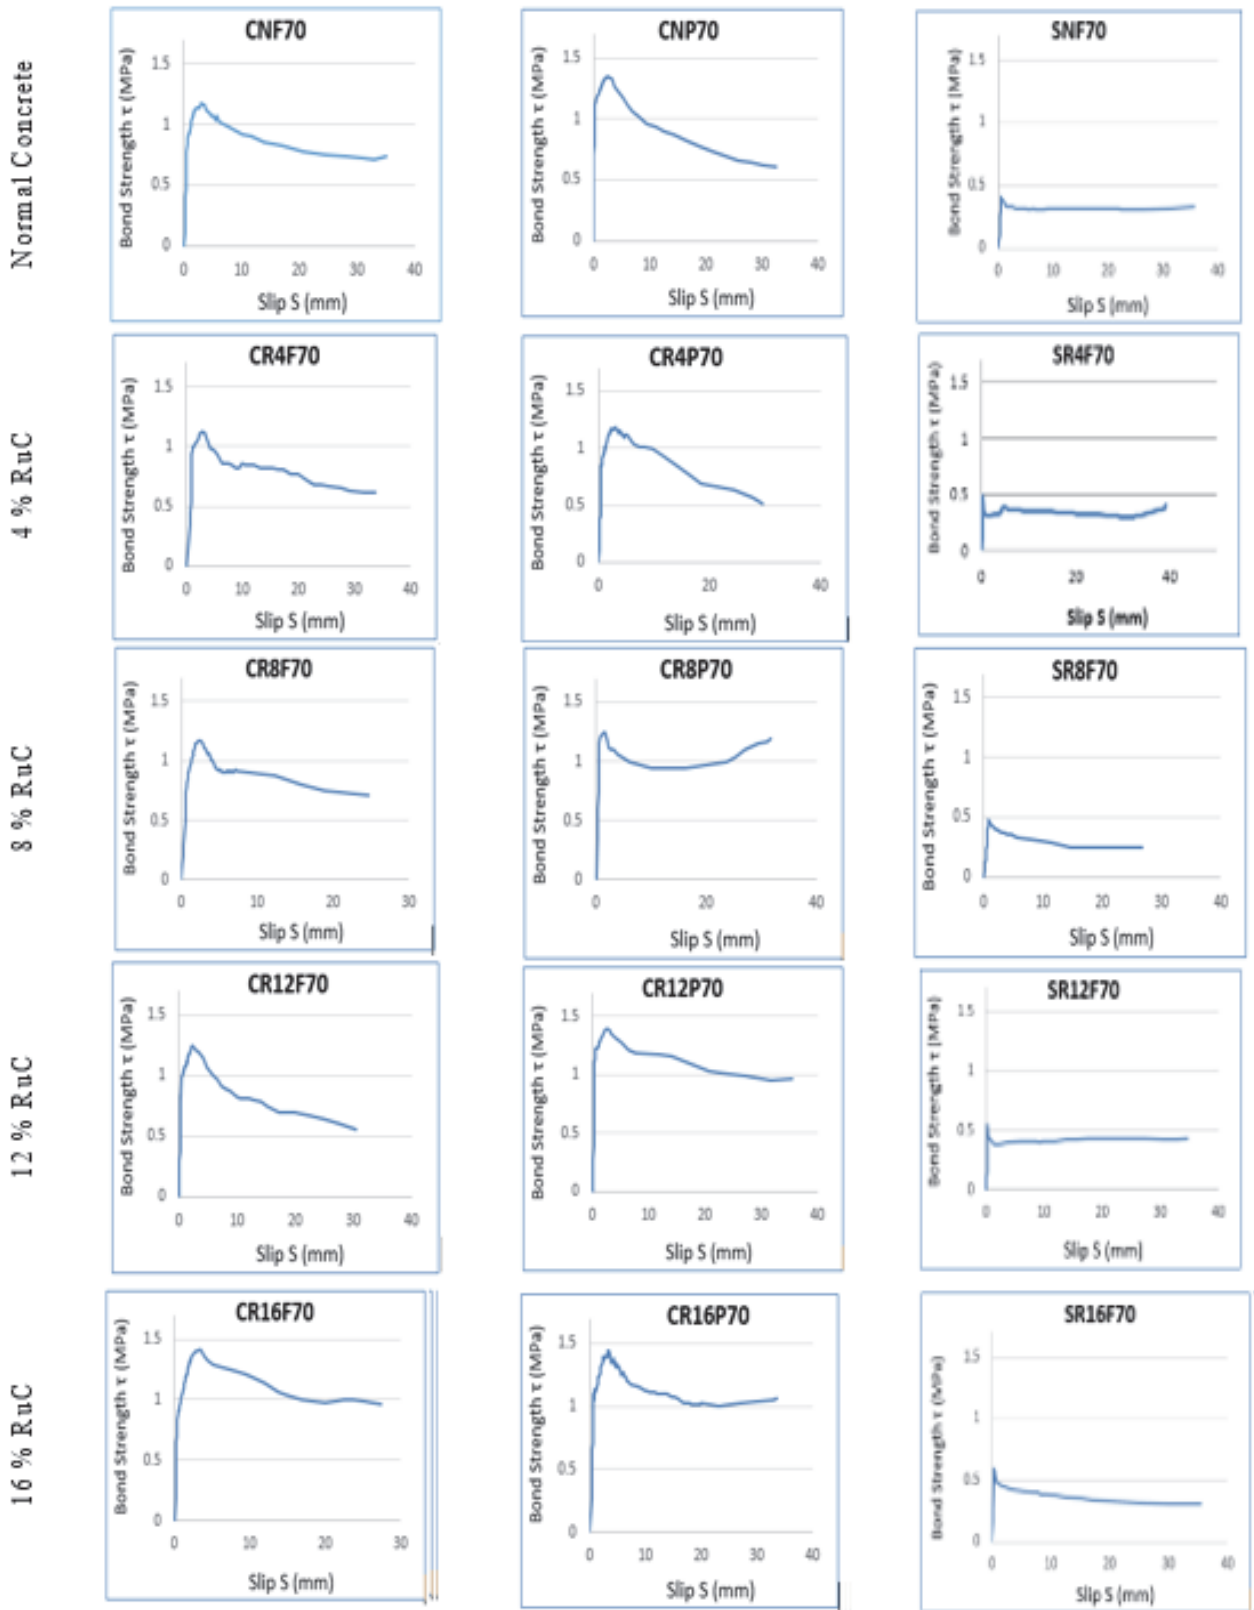 Normal Concrete
CNF70
Bond Strength τ (MPa)
1.5
1
0.5
0
0 10 20 30 40
Slip S (mm)
CNP70
Bond Strength τ (MPa)
1.5
1
0.5
0
0 10 20 30 40
Slip S (mm)
SNF70
Bond Strength τ (MPa)
1.5
1
0.5
0
0 10 20 30 40
Slip S (mm)
4 % RuC
CR4F70
Bond Strength τ (MPa)
1.5
1
0.5
0
0 10 20 30 40
Slip S (mm)
CR4P70
Bond Strength τ (MPa)
1.5
1
0.5
0
0 20 40
Slip S (mm)
SR4F70
Bond Strength τ (MPa)
1.5
1
0.5
0
0 20 40
Slip S (mm)
8 % RuC
CR8F70
Bond Strength τ (MPa)
1.5
1
0.5
0
0 10 20 30
Slip S (mm)
CR8P70
Bond Strength τ (MPa)
1.5
1
0.5
0
0 20 40
Slip S (mm)
SR8F70
Bond Strength τ (MPa)
1.5
1
0.5
0
0 10 20 30 40
Slip S (mm)
12 % RuC
CR12F70
Bond Strength τ (MPa)
1.5
1
0.5
0
0 10 20 30 40
Slip S (mm)
CR12P70
Bond Strength τ (MPa)
1.5
1
0.5
0
0 10 20 30 40
Slip S (mm)
SR12F70
Bond Strength τ (MPa)
1.5
1
0.5
0
0 10 20 30 40
Slip S (mm)
16 % RuC
CR16F70
Bond Strength τ (MPa)
1.5
1
0.5
0
0 10 20 30
Slip S (mm)
CR16P70
Bond Strength τ (MPa)
1.5
1
0.5
0
0 10 20 30 40
Slip S (mm)
SR16F70
Bond Strength τ (MPa)
1.5
1
0.5
0
0 10 20 30 40
Slip S (mm)